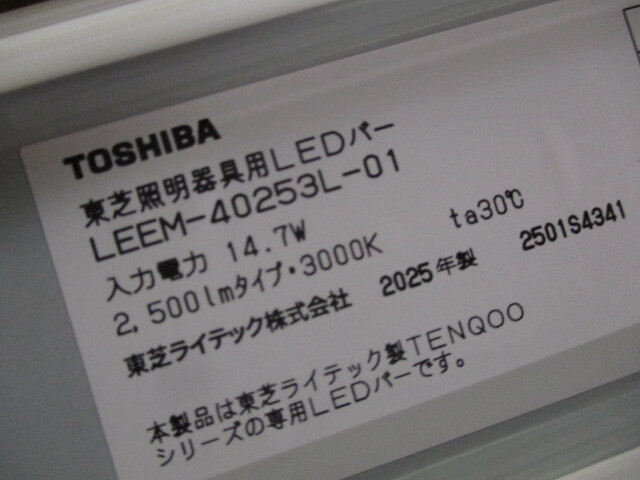 TOSHIBA
東芝照明器具用LEDバー
LEEM-40253L-01
入力電力 14.7W ta30℃
2,500lmタイプ・3000K
東芝ライテック株式会社 2025年製 2501S4341
本製品は東芝ライテック製TENQOO
シリーズの専用LEDバーです。